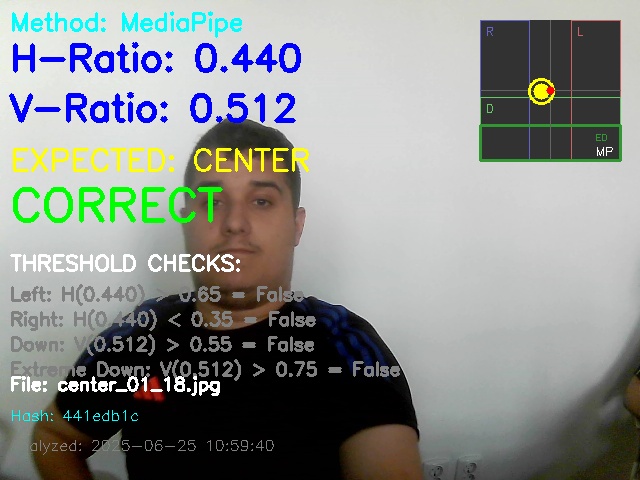 Method: MediaPipe
H-Ratio: 0.440
V-Ratio: 0.512
EXPECTED: CENTER
CORRECT
THRESHOLD CHECKS:
Left: H(0.440) > 0.65 = False
Right: H(0.440) < 0.35 = False
Down: V(0.512) > 0.55 = False
Extreme Down: V(0.512) > 0.75 = False
File: center_01_18.jpg
Hash: 441edb1c
alyzed: 2025-06-25 10:59:40
R
L
D
ED
MP